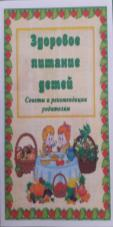 Здоровое
питание
детей
Советы и рекомендации
родителям